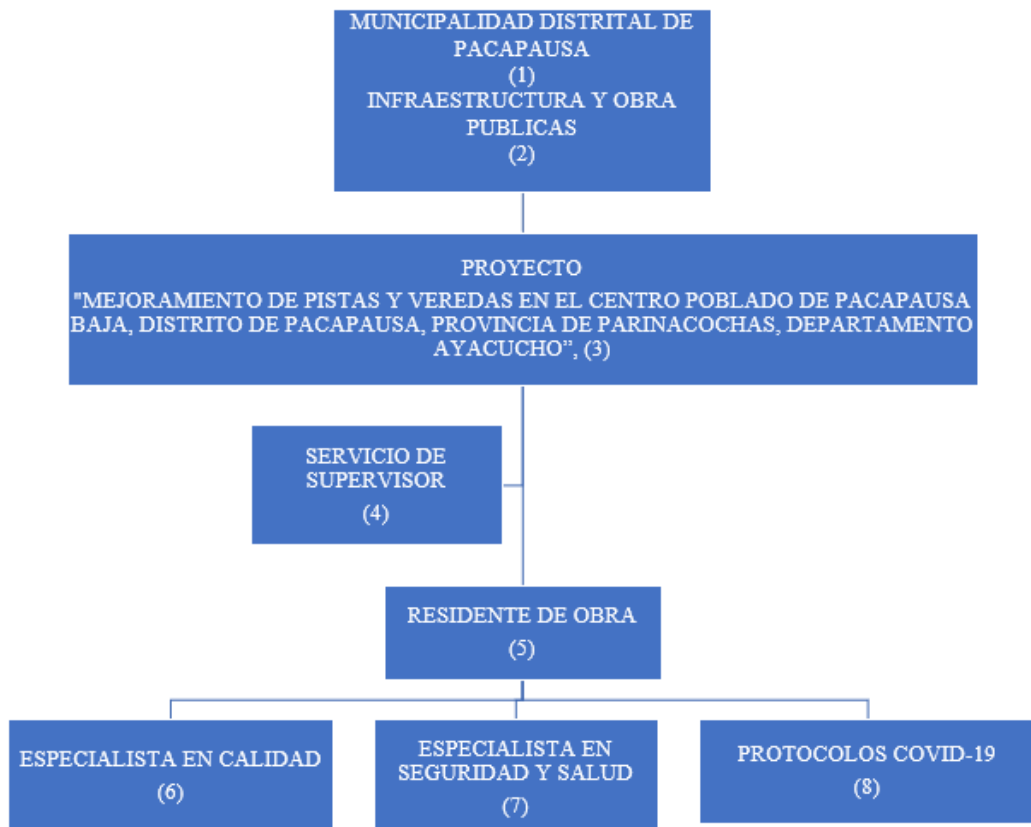 MUNICIPALIDAD DISTRITAL DE
PACAPAUSA
(1)
INFRAESTRUCTURA Y OBRA
PUBLICAS
(2)
PROYECTO
"MEJORAMIENTO DE PISTAS Y VEREDAS EN EL CENTRO POBLADO DE PACAPAUSA
BAJA, DISTRITO DE PACAPAUSA, PROVINCIA DE PARINACOCHAS, DEPARTAMENTO
AYACUCHO”, (3)
SERVICIO DE
SUPERVISOR
(4)
RESIDENTE DE OBRA
(5)
ESPECIALISTA EN CALIDAD
(6)
ESPECIALISTA EN
SEGURIDAD Y SALUD
(7)
PROTOCOLOS COVID-19
(8)